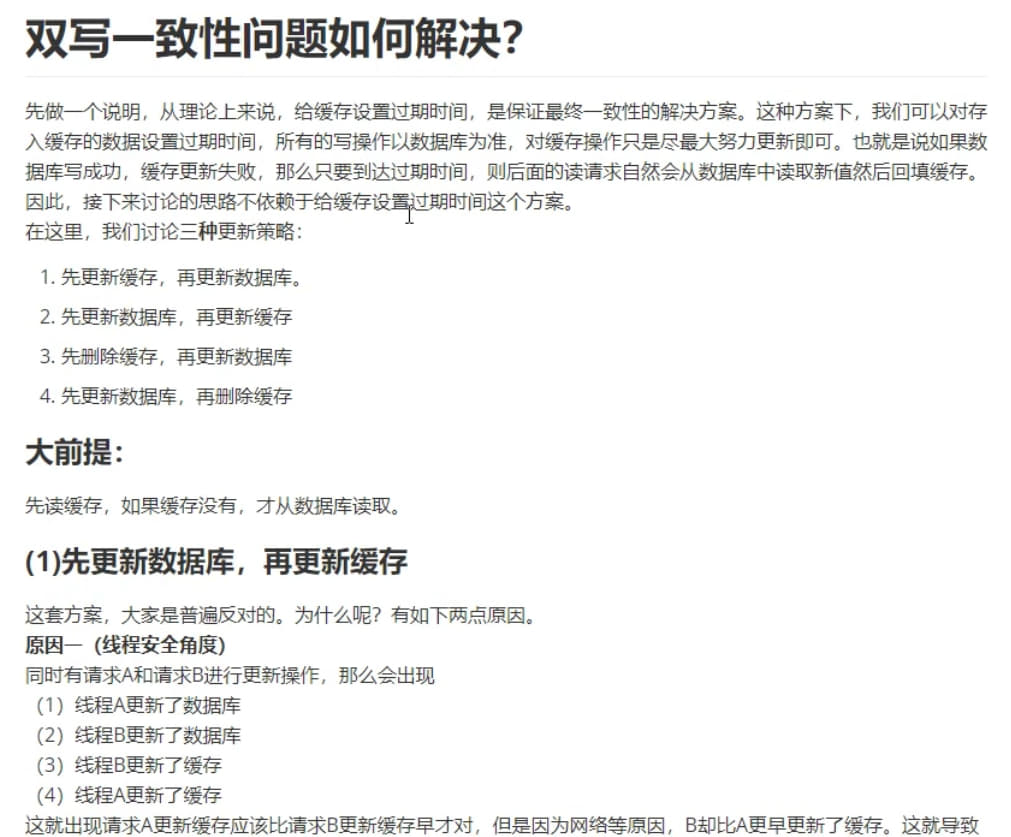 双写一致性问题如何解决？
先做一个说明，从理论上来说，给缓存设置过期时间，是保证最终一致性的解决方案。这种方案下，我们可以对存
入缓存的数据设置过期时间，所有的写操作以数据库为准，对缓存操作只是尽最大努力更新即可。也就是说如果数
据库写成功，缓存更新失败，那么只要到达过期时间，则后面的读请求自然会从数据库中读取新值然后回填缓存。
因此，接下来讨论的思路不依赖于给缓存设置过期时间这个方案。
在这里，我们讨论三种更新策略：
1. 先更新缓存，再更新数据库。
2. 先更新数据库，再更新缓存
3. 先删除缓存，再更新数据库
4. 先更新数据库，再删除缓存
大前提：
先读缓存，如果缓存没有，才从数据库读取。
(1)先更新数据库，再更新缓存
这套方案，大家是普遍反对的。为什么呢？有如下两点原因。
原因一（线程安全角度）
同时有请求A和请求B进行更新操作，那么会出现
（1）线程A更新了数据库
（2）线程B更新了数据库
（3）线程B更新了缓存
（4）线程A更新了缓存
这就出现请求A更新缓存应该比请求B更新缓存早才对，但是因为网络等原因，B却比A更早更新了缓存。这就导致